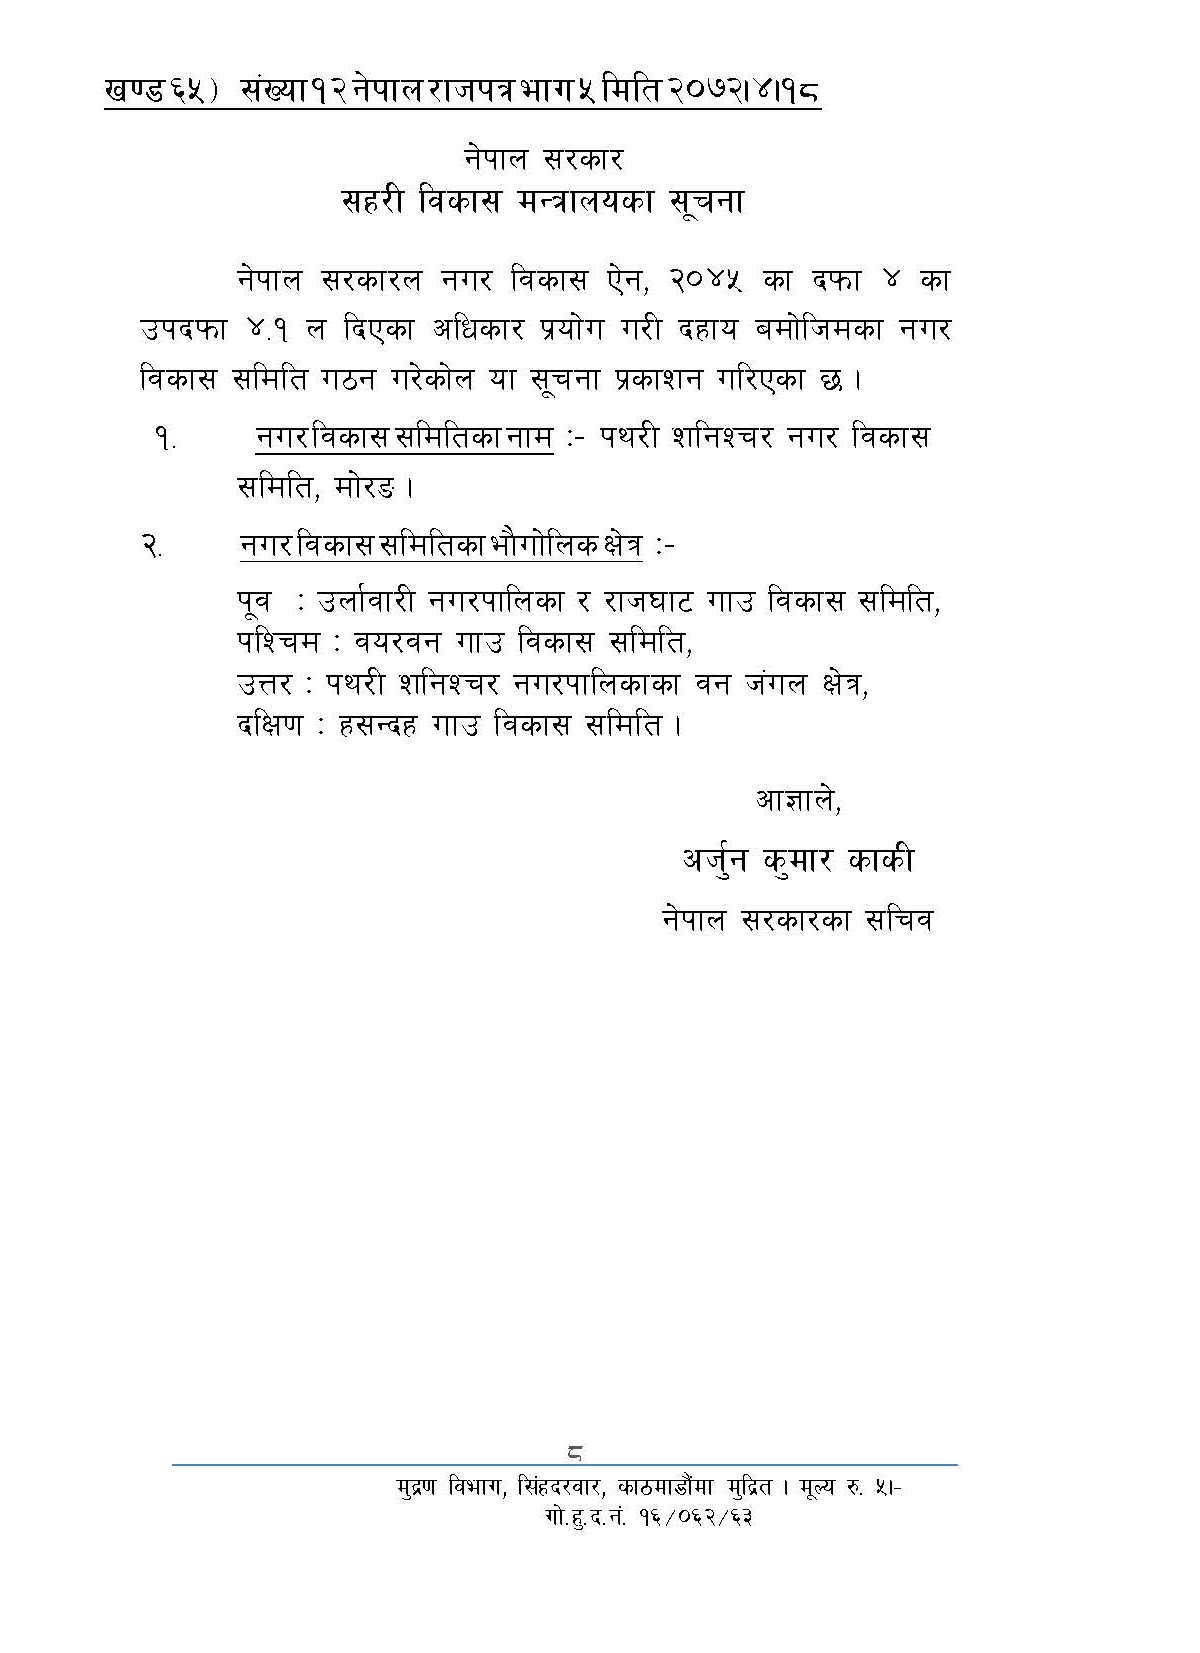 खण्ड ६५) संख्या १२ नेपाल राजपत्र भाग ५ मिति २०७२।४।१८
नेपाल सरकार
सहरी विकास मन्त्रालयका सूचना
नेपाल सरकारल नगर विकास ऐन, २०४५ का दफा ४ का
उपदफा ४.१ ल दिएका अधिकार प्रयोग गरी दहाय बमोजिमका नगर
विकास समिति गठन गरेकोल या सूचना प्रकाशन गरिएका छ ।
१. नगर विकास समितिका नाम :- पथरी शनिश्चर नगर विकास
समिति, मोरङ ।
२. नगर विकास समितिका भौगोलिक क्षेत्र :-
पूव : उर्लावारी नगरपालिका र राजघाट गाउ विकास समिति,
पश्चिम : वयरवन गाउ विकास समिति,
उत्तर : पथरी शनिश्चर नगरपालिकाका वन जंगल क्षेत्र,
दक्षिण : हसन्दह गाउ विकास समिति ।
आज्ञाले,
अर्जुन कुमार काकी
नेपाल सरकारका सचिव
८
मुद्रण विभाग, सिंहदरवार, काठमाडौंमा मुद्रित । मूल्य रु. ५।-
गो.हु.द.नं. १६/०६२/६३